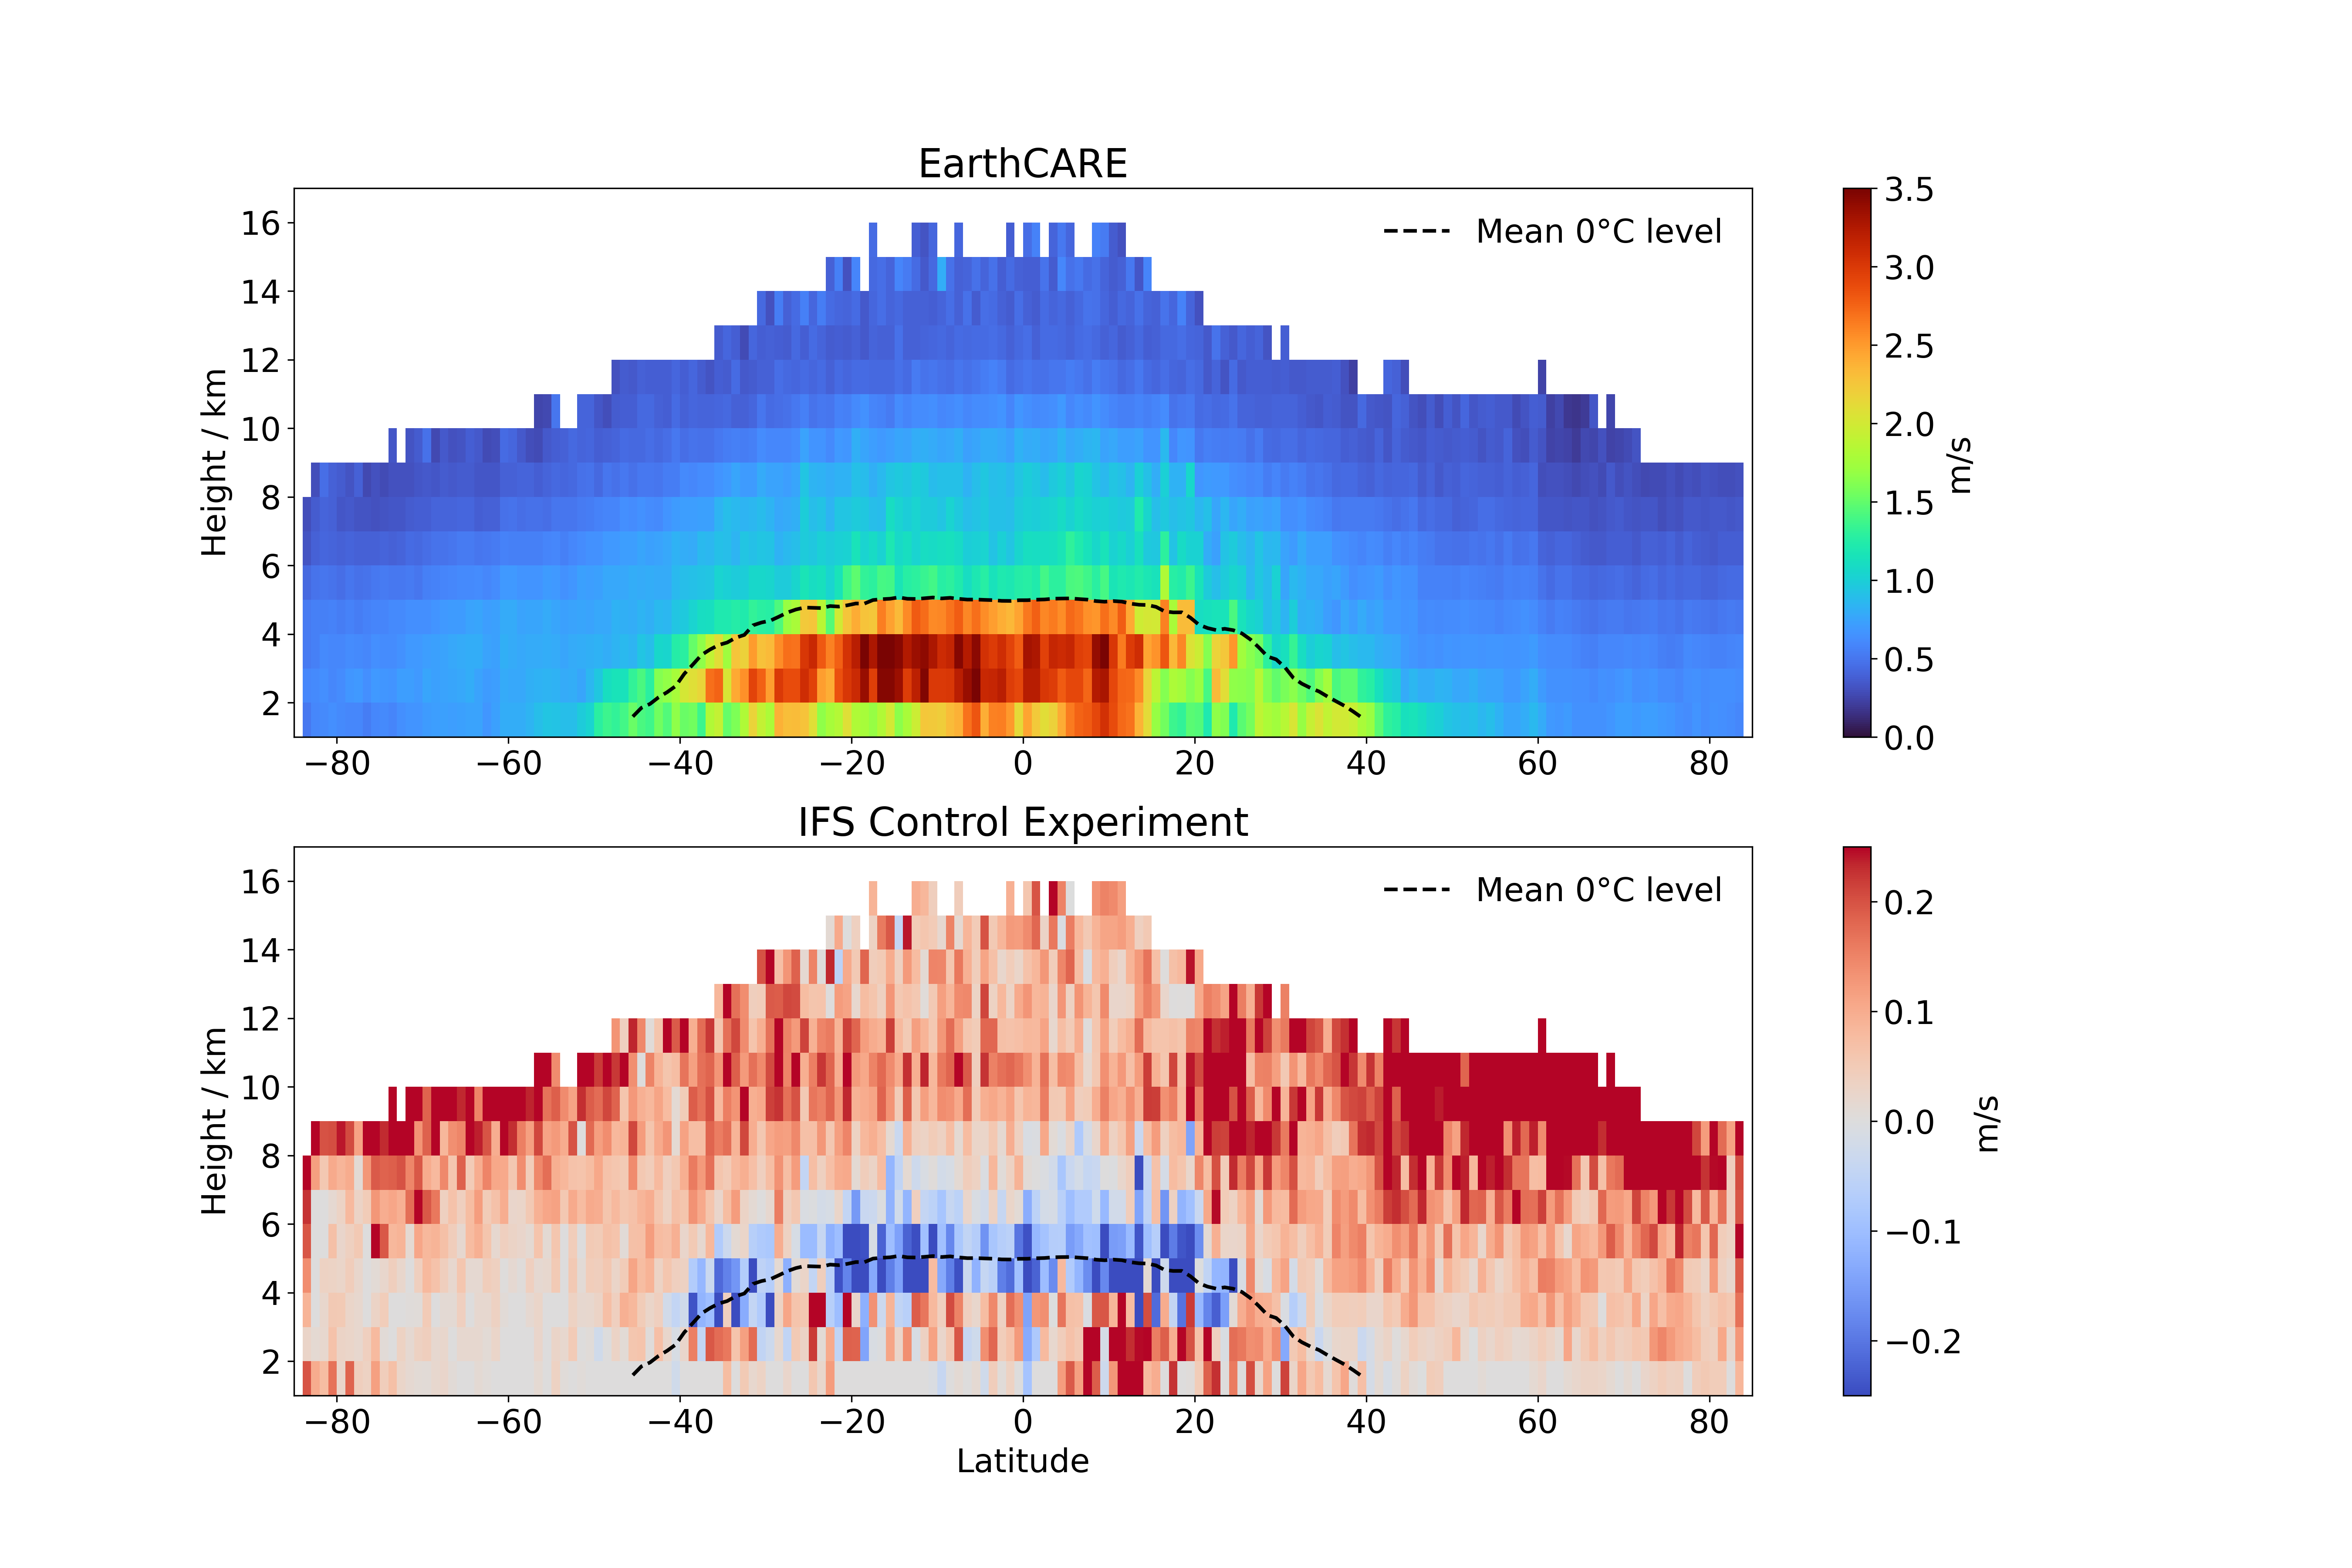 EarthCARE
Mean 0°C level
Height / km
16
14
12
10
8
6
4
2
−80 −60 −40 −20 0 20 40 60 80
3.5
3.0
2.5
2.0
1.5
1.0
0.5
0.0
m/s
IFS Control Experiment
Mean 0°C level
Height / km
16
14
12
10
8
6
4
2
−80 −60 −40 −20 0 20 40 60 80
Latitude
0.2
0.1
0.0
−0.1
−0.2
m/s